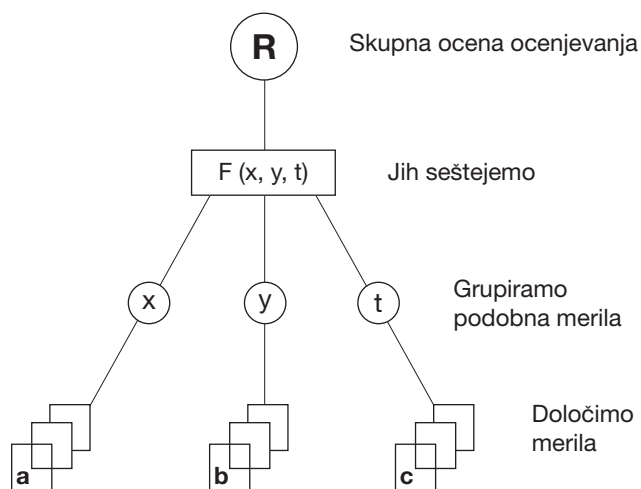 R
Skupna ocena ocenjevanja
F (x, y, t)
Jih seštejemo
x
y
t
Grupiramo
podobna merila
a
b
c
Določimo
merila